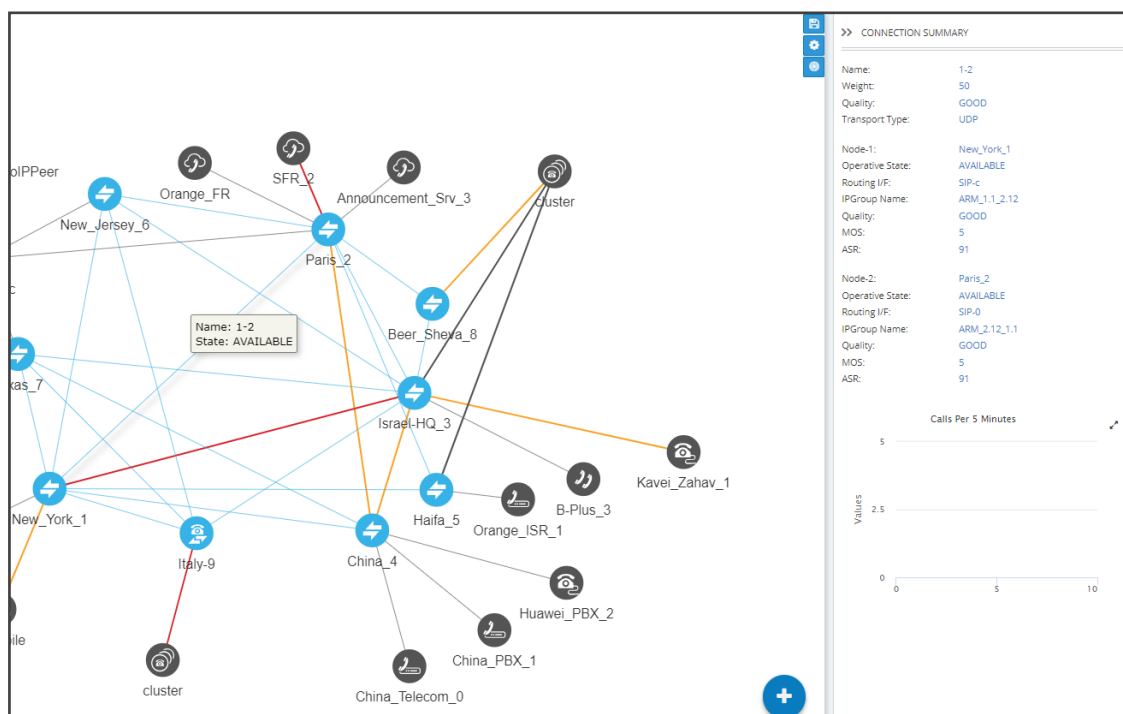 CONNECTION SUMMARY
Name: 1-2
Weight: 50
Quality: GOOD
Transport Type: UDP
Node-1: New_York_1
Operative State: AVAILABLE
Routing I/F: SIP-c
IPGroup Name: ARM_1.1_2.12
Quality: GOOD
MOS: 5
ASR: 91
Node-2: Paris_2
Operative State: AVAILABLE
Routing I/F: SIP-0
IPGroup Name: ARM_2.12_1.1
Quality: GOOD
MOS: 5
ASR: 91
Calls Per 5 Minutes
5
Values
2.5
0
0 5 10
olPPeer
Orange_FR
SFR_2
Announcement_Srv_3
cluster
New_Jersey_6
Paris_2
c
Name: 1-2
State: AVAILABLE
Beer_Sheva_8
xas_7
Israel-HQ_3
Kavei_Zahav_1
B-Plus_3
New_York_1
Haifa_5
Orange_ISR_1
Italy-9
China_4
Huawei_PBX_2
ile
China_PBX_1
cluster
China_Telecom_0